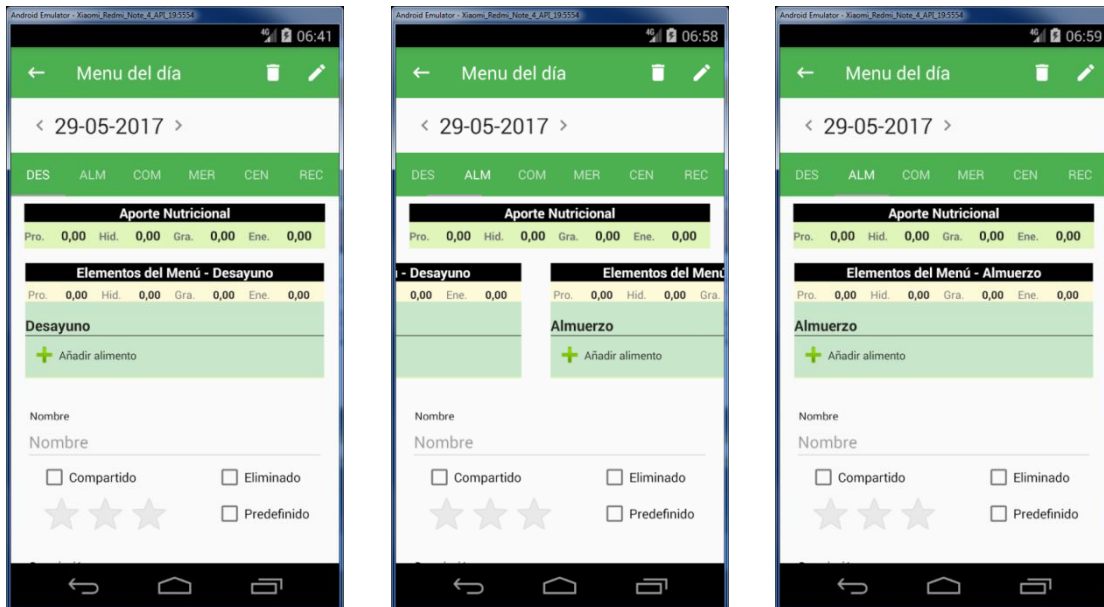 Android Emulator - Xiaomi_Redmi_Note_4_API_19:5554
4G 06:41
Menu del día
< 29-05-2017 >
DES ALM COM MER CEN REC
Aporte Nutricional
Pro. 0,00 Hid. 0,00 Gra. 0,00 Ene. 0,00
Elementos del Menú - Desayuno
Pro. 0,00 Hid. 0,00 Gra. 0,00 Ene. 0,00
Desayuno
Añadir alimento
Nombre
Nombre
Compartido Eliminado
Predefinido
Android Emulator - Xiaomi_Redmi_Note_4_API_19:5554
4G 06:58
Menu del día
< 29-05-2017 >
DES ALM COM MER CEN REC
Aporte Nutricional
Pro. 0,00 Hid. 0,00 Gra. 0,00 Ene. 0,00
- Desayuno Elementos del Menú
0,00 Ene. 0,00 Pro. 0,00 Hid. 0,00 Gra.
Almuerzo
Añadir alimento
Nombre
Nombre
Compartido Eliminado
Predefinido
Android Emulator - Xiaomi_Redmi_Note_4_API_19:5554
4G 06:59
Menu del día
< 29-05-2017 >
DES ALM COM MER CEN REC
Aporte Nutricional
Pro. 0,00 Hid. 0,00 Gra. 0,00 Ene. 0,00
Elementos del Menú - Almuerzo
Pro. 0,00 Hid. 0,00 Gra. 0,00 Ene. 0,00
Almuerzo
Añadir alimento
Nombre
Nombre
Compartido Eliminado
Predefinido